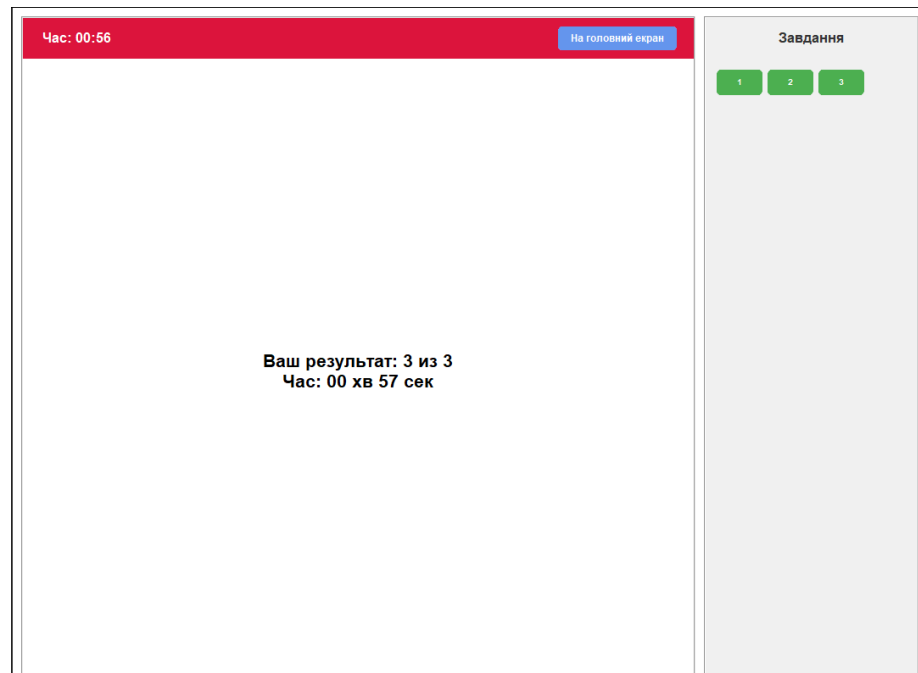 Час: 00:56
На головний екран
Завдання
1 2 3
Ваш результат: 3 из 3
Час: 00 хв 57 сек